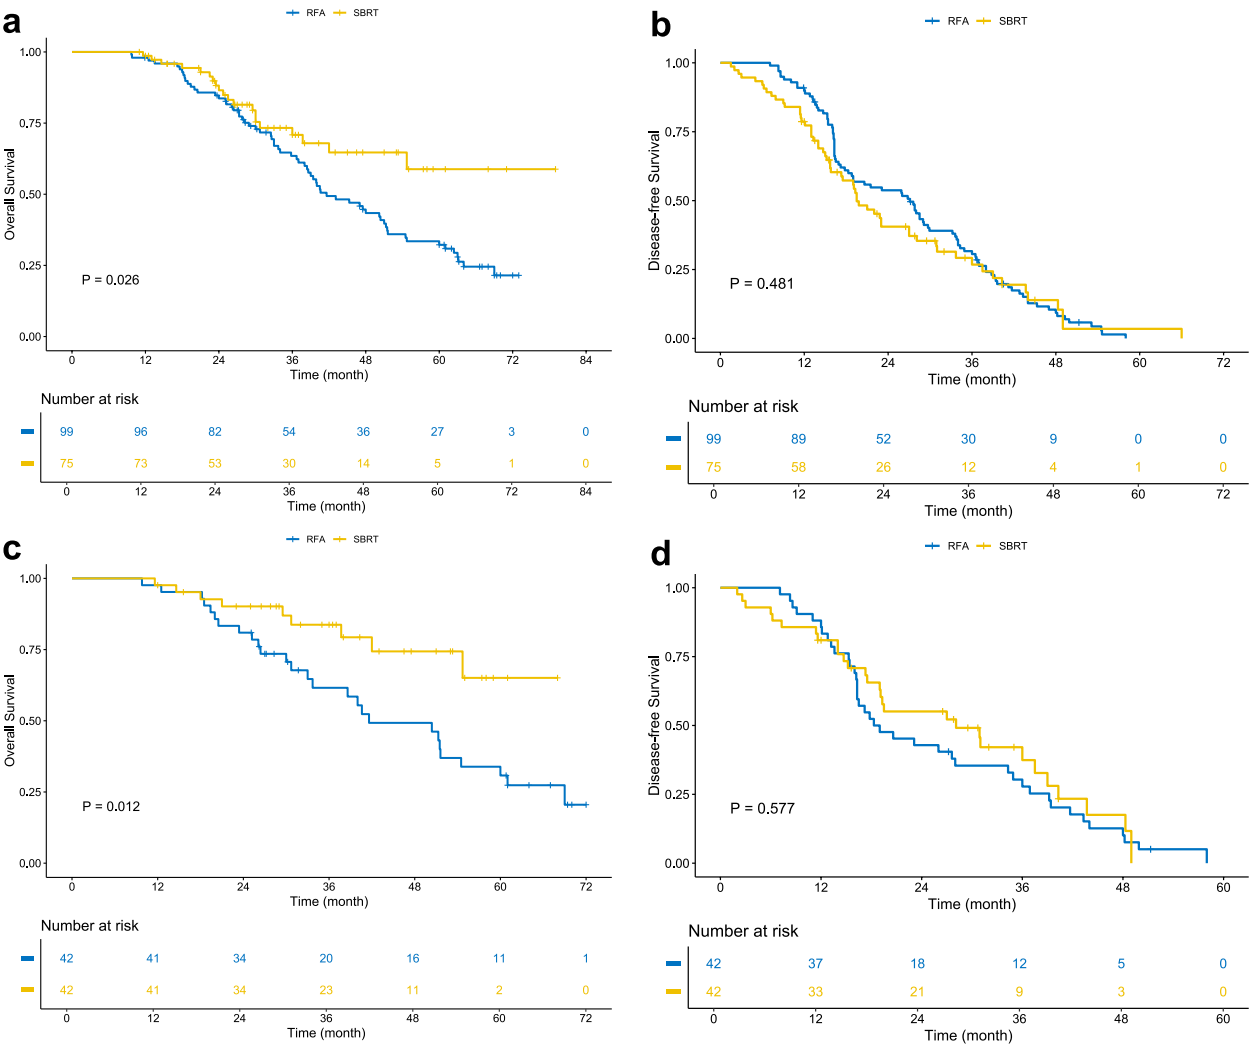 a
RFA SBRT
1.00
0.75
0.50
0.25
0.00
Overall Survival
P = 0.026
0 12 24 36 48 60 72 84
Time (month)
Number at risk
99 96 82 54 36 27 3 0
75 73 53 30 14 5 1 0
0 12 24 36 48 60 72 84
Time (month)
b
RFA SBRT
1.00
0.75
0.50
0.25
0.00
Disease-free Survival
P = 0.481
0 12 24 36 48 60 72
Time (month)
Number at risk
99 89 52 30 9 0 0
75 58 26 12 4 1 0
0 12 24 36 48 60 72
Time (month)
c
RFA SBRT
1.00
0.75
0.50
0.25
0.00
Overall Survival
P = 0.012
0 12 24 36 48 60 72
Time (month)
Number at risk
42 41 34 20 16 11 1
42 41 34 23 11 2 0
0 12 24 36 48 60 72
Time (month)
d
RFA SBRT
1.00
0.75
0.50
0.25
0.00
Disease-free Survival
P = 0.577
0 12 24 36 48 60
Time (month)
Number at risk
42 37 18 12 5 0
42 33 21 9 3 0
0 12 24 36 48 60
Time (month)